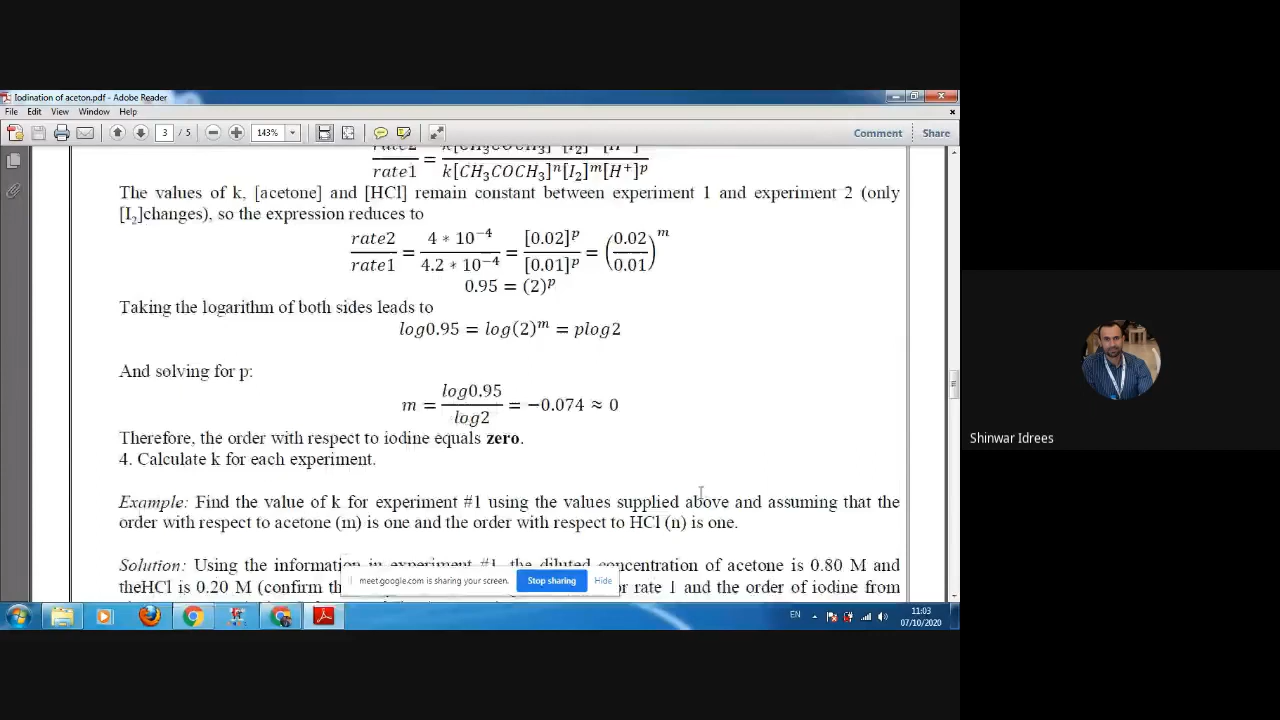 Iodination of aceton.pdf - Adobe Reader
File Edit View Window Help
3 / 5 143% Comment Share
rate1 = k[CH₃COCH₃]ⁿ[I₂]ᵐ[H⁺]ᵖ
The values of k, [acetone] and [HCl] remain constant between experiment 1 and experiment 2 (only
[I₂]changes), so the expression reduces to
rate2/rate1 = 4 * 10⁻⁴/4.2 * 10⁻⁴ = [0.02]ᵖ/[0.01]ᵖ = (0.02/0.01)ᵐ
0.95 = (2)ᵖ
Taking the logarithm of both sides leads to
log0.95 = log(2)ᵐ = plog2
And solving for p:
m = log0.95/log2 = −0.074 ≈ 0
Therefore, the order with respect to iodine equals zero.
4. Calculate k for each experiment.
Example: Find the value of k for experiment #1 using the values supplied above and assuming that the
order with respect to acetone (m) is one and the order with respect to HCl (n) is one.
Solution: Using the information in experiment #1, the diluted concentration of acetone is 0.80 M and
theHCl is 0.20 M (confirm th
or rate 1 and the order of iodine from
meet.google.com is sharing your screen. Stop sharing Hide
EN 11:03
07/10/2020
Shinwar Idrees